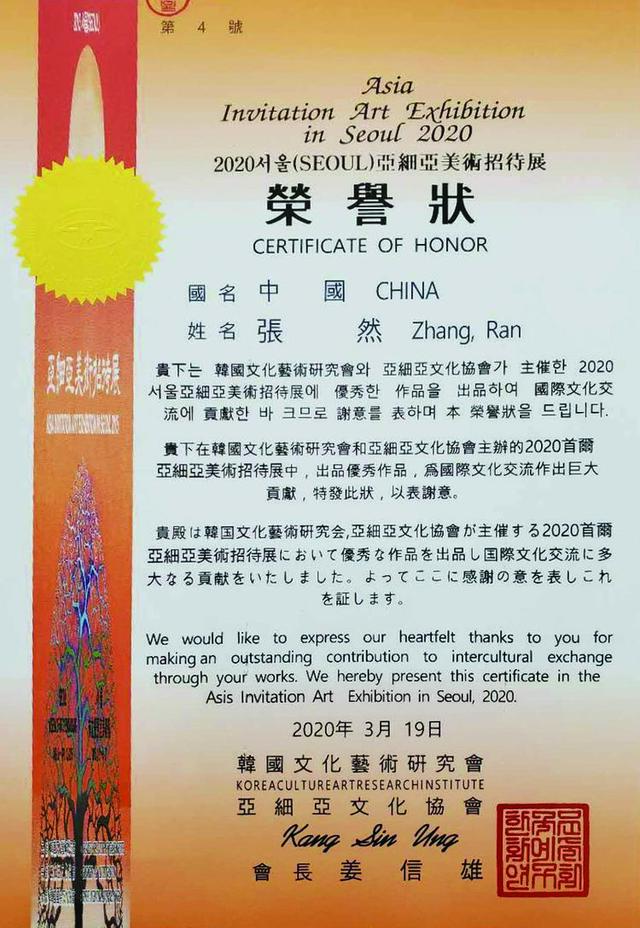 第 4 號
Asia
Invitation Art Exhibition
in Seoul 2020
2020서울(SEOUL)亞細亞美術招待展
榮譽狀
CERTIFICATE OF HONOR
國名 中 國 CHINA
姓名 張 然 Zhang, Ran
貴下는 韓國文化藝術硏究會와 亞細亞文化協會가 主催한 2020
서울亞細亞美術招待展에 優秀한 作品을 出品하여 國際文化交
流에 貢獻한 바 크므로 謝意를 表하며 本 榮譽狀을 드립니다.
貴下在韓國文化藝術研究會和亞細亞文化協會主辦的2020首爾
亞細亞美術招待展中，出品優秀作品，爲國際文化交流作出巨大
貢獻，特發此狀，以表謝意。
貴殿は韓国文化藝術研究会,亞細亞文化協會が主催する2020首爾
亞細亞美術招待展において優秀な作品を出品し国際文化交流に多
大なる貢献をいたしました。よってここに感謝の意を表しこれ
を証します。
We would like to express our heartfelt thanks to you for
making an outstanding contribution to intercultural exchange
through your works. We hereby present this certificate in the
Asis Invitation Art Exhibition in Seoul, 2020.
2020年 3月 19日
韓國文化藝術研究會
KOREACULTUREARTRESEARCHINSTITUTE
亞細亞文化協會
Kang Sin Ung
會長 姜信雄
亞細亞美術招待展